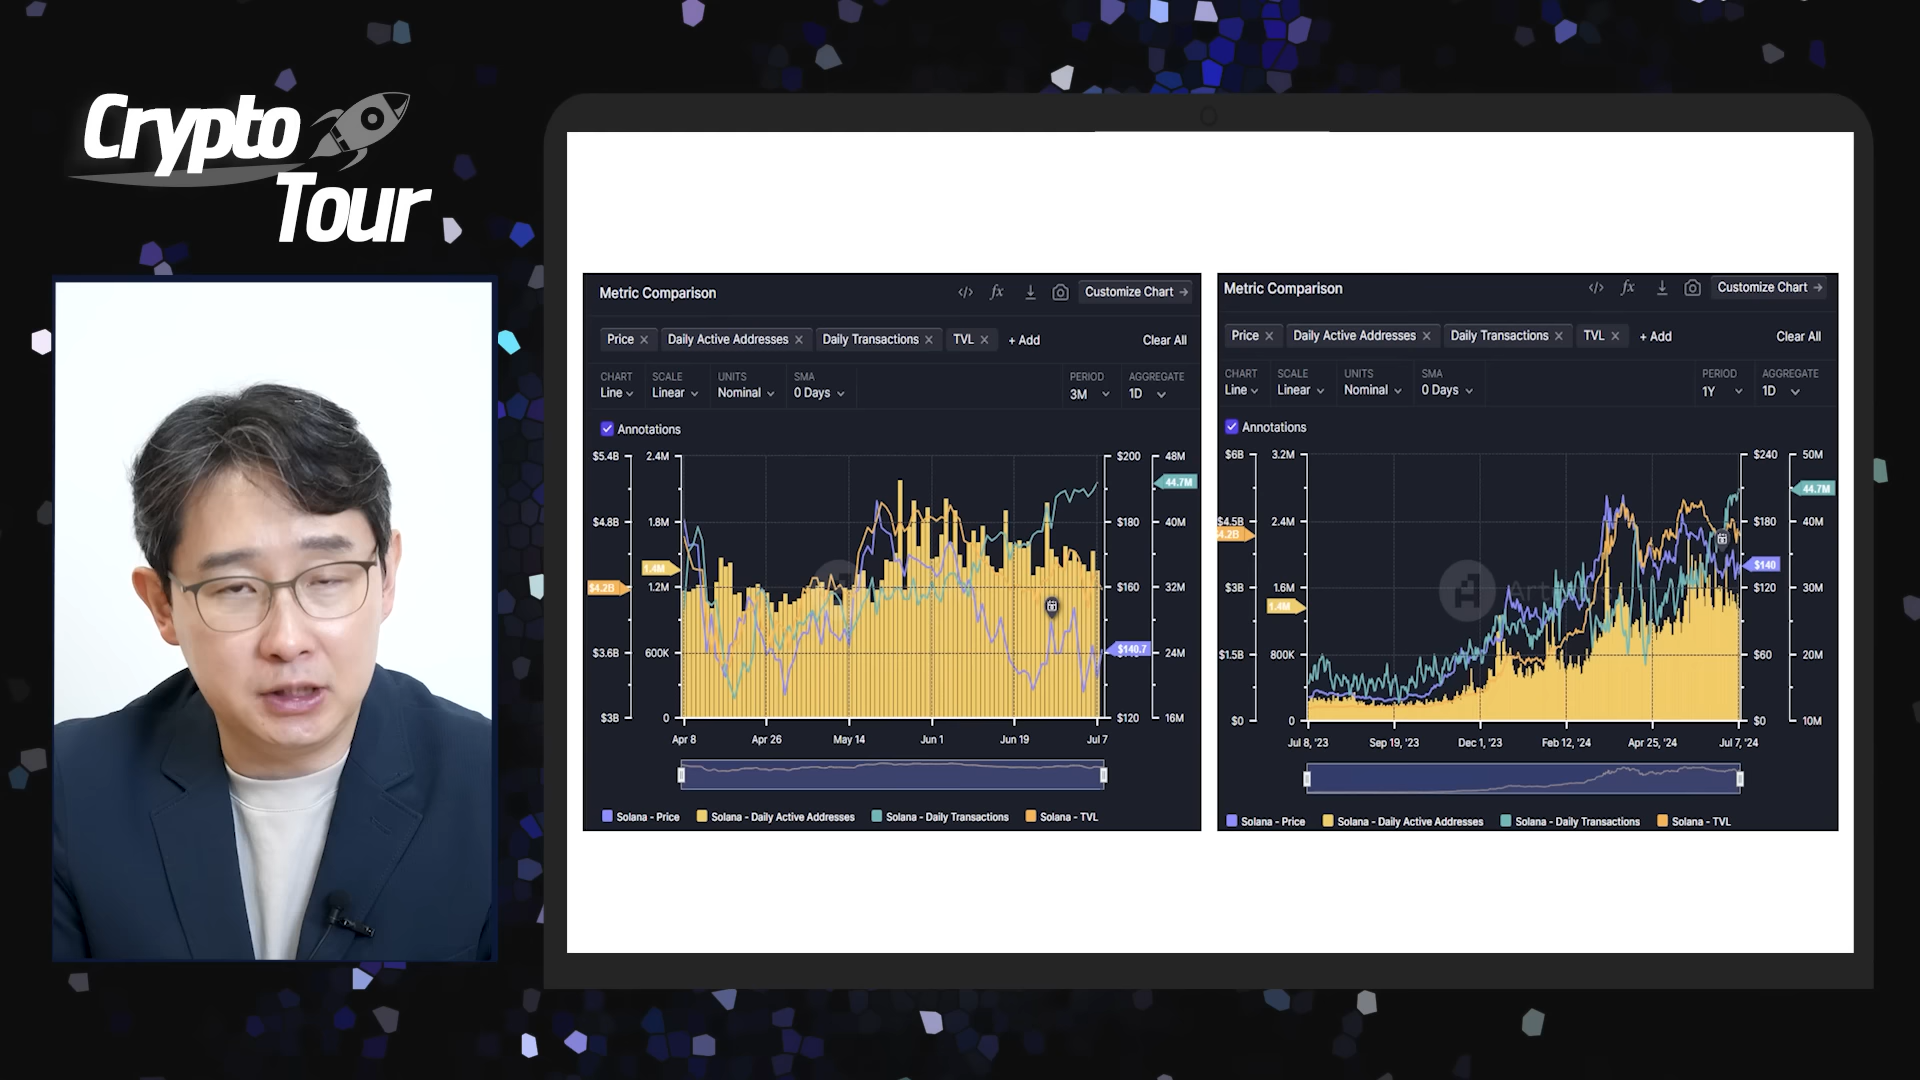 Crypto
Tour
Metric Comparison
</> fx Customize Chart →
Price × Daily Active Addresses × Daily Transactions × TVL × + Add Clear All
CHART SCALE UNITS SMA PERIOD AGGREGATE
Line Linear Nominal 0 Days 3M 1D
Annotations
$5.4B 2.4M $200 48M
44.7M
$4.8B 1.8M $180 40M
1.4M
$4.2B 1.2M $160 32M
$140.7
$3.6B 600K 24M
$3B 0 $120 16M
Apr 8 Apr 26 May 14 Jun 1 Jun 19 Jul 7
Solana - Price Solana - Daily Active Addresses Solana - Daily Transactions Solana - TVL
Metric Comparison
</> fx Customize Chart →
Price × Daily Active Addresses × Daily Transactions × TVL × + Add Clear All
CHART SCALE UNITS SMA PERIOD AGGREGATE
Line Linear Nominal 0 Days 1Y 1D
Annotations
$6B 3.2M $240 50M
44.7M
$4.5B 2.4M $180 40M
4.2B
$140
$3B 1.6M $120 30M
1.4M
$1.5B 800K $60 20M
$0 0 $0 10M
Jul 8, '23 Sep 19, '23 Dec 1, '23 Feb 12, '24 Apr 25, '24 Jul 7, '24
Solana - Price Solana - Daily Active Addresses Solana - Daily Transactions Solana - TVL